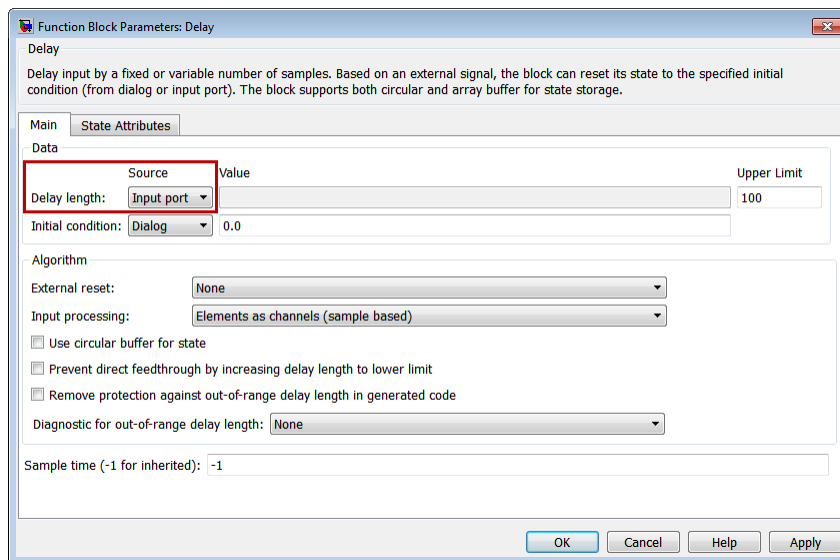 Function Block Parameters: Delay
Delay
Delay input by a fixed or variable number of samples. Based on an external signal, the block can reset its state to the specified initial
condition (from dialog or input port). The block supports both circular and array buffer for state storage.
Main State Attributes
Data
Source Value Upper Limit
Delay length: Input port 100
Initial condition: Dialog 0.0
Algorithm
External reset: None
Input processing: Elements as channels (sample based)
Use circular buffer for state
Prevent direct feedthrough by increasing delay length to lower limit
Remove protection against out-of-range delay length in generated code
Diagnostic for out-of-range delay length: None
Sample time (-1 for inherited): -1
OK Cancel Help Apply